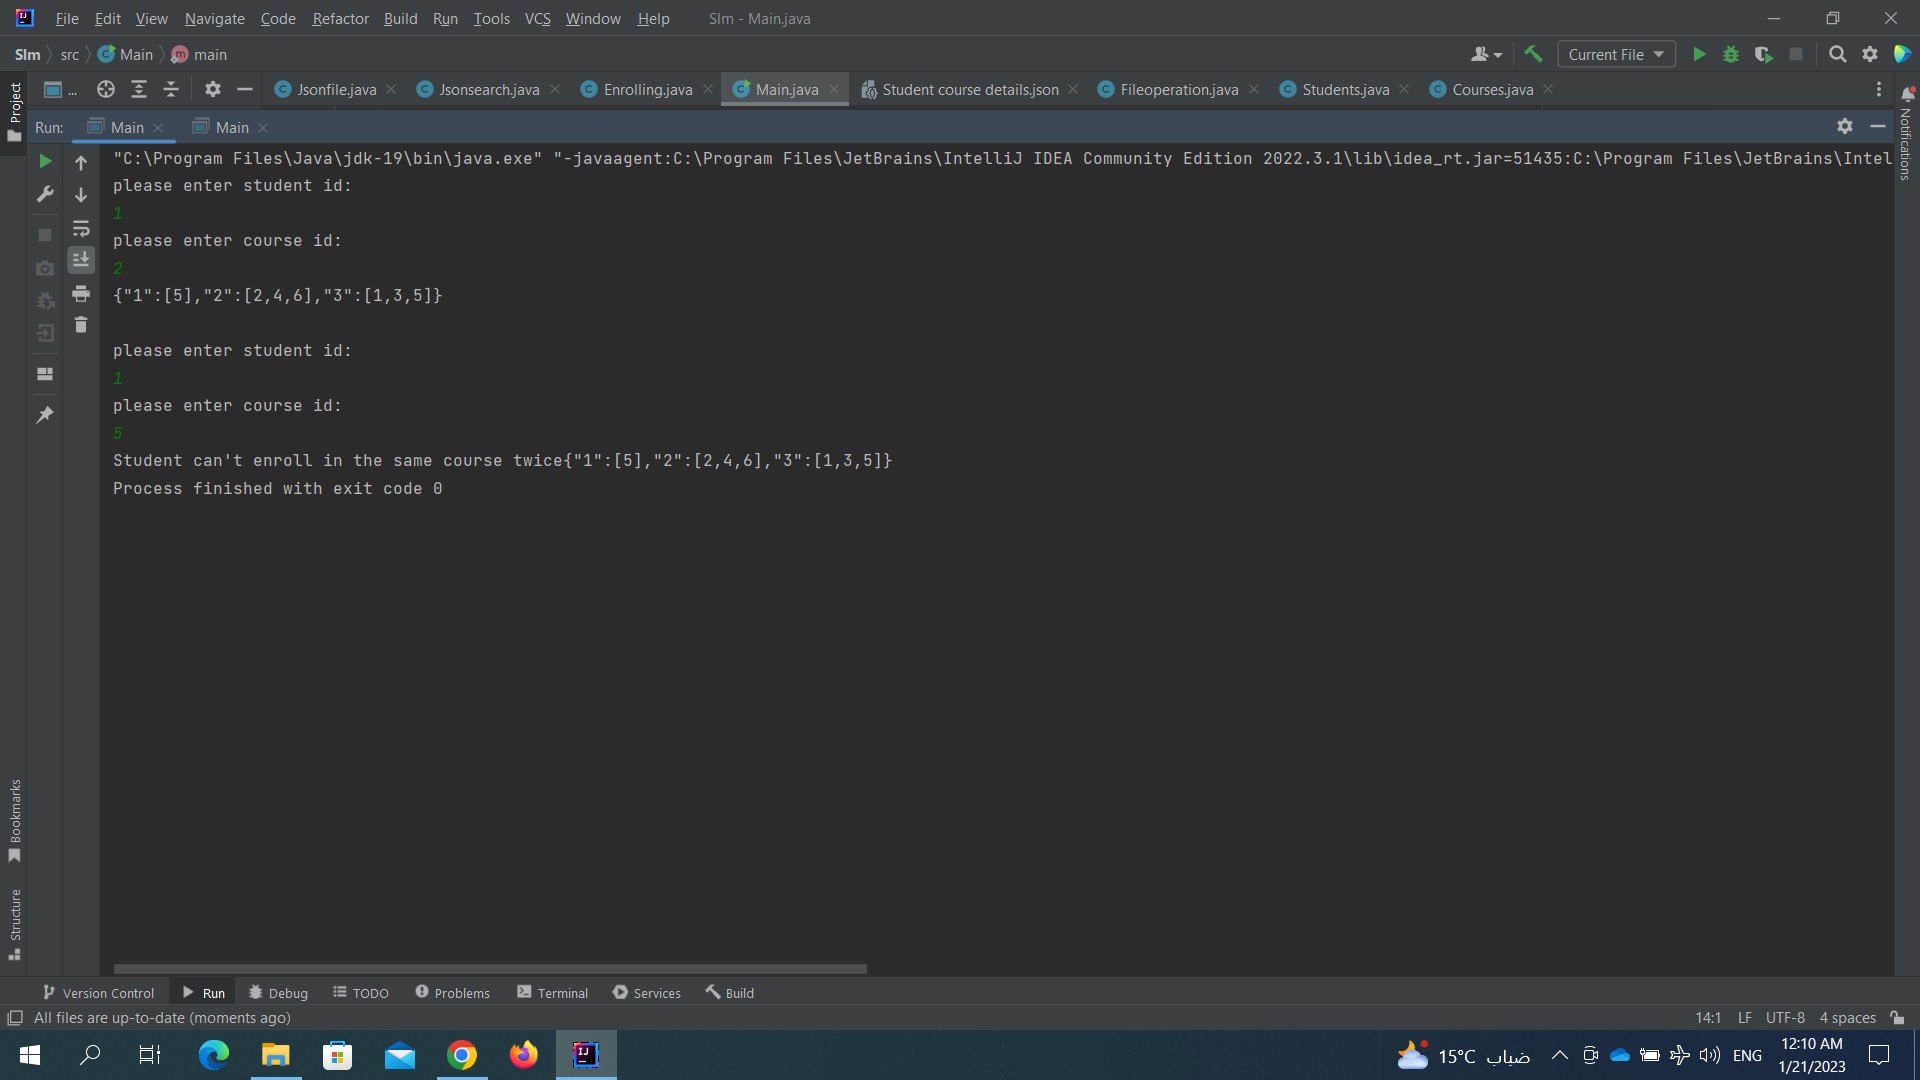 File Edit View Navigate Code Refactor Build Run Tools VCS Window Help Slm - Main.java
Slm src Main main Current File
Project ... Jsonfile.java Jsonsearch.java Enrolling.java Main.java Student course details.json Fileoperation.java Students.java Courses.java
Notifications
Run: Main Main
"C:\Program Files\Java\jdk-19\bin\java.exe" "-javaagent:C:\Program Files\JetBrains\IntelliJ IDEA Community Edition 2022.3.1\lib\idea_rt.jar=51435:C:\Program Files\JetBrains\Intel
please enter student id:
1
please enter course id:
2
{"1":[5],"2":[2,4,6],"3":[1,3,5]}
please enter student id:
1
please enter course id:
5
Student can't enroll in the same course twice{"1":[5],"2":[2,4,6],"3":[1,3,5]}
Process finished with exit code 0
Bookmarks
Structure
Version Control Run Debug TODO Problems Terminal Services Build
All files are up-to-date (moments ago) 14:1 LF UTF-8 4 spaces
15°C ضباب ENG 12:10 AM
1/21/2023